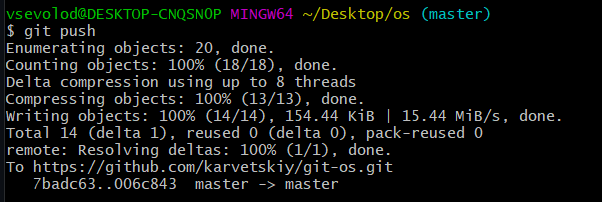 vsevolod@DESKTOP-CNQSN0P MINGW64 ~/Desktop/os (master)
$ git push
Enumerating objects: 20, done.
Counting objects: 100% (18/18), done.
Delta compression using up to 8 threads
Compressing objects: 100% (13/13), done.
Writing objects: 100% (14/14), 154.44 KiB | 15.44 MiB/s, done.
Total 14 (delta 1), reused 0 (delta 0), pack-reused 0
remote: Resolving deltas: 100% (1/1), done.
To https://github.com/karvetskiy/git-os.git
   7badc63..006c843  master -> master